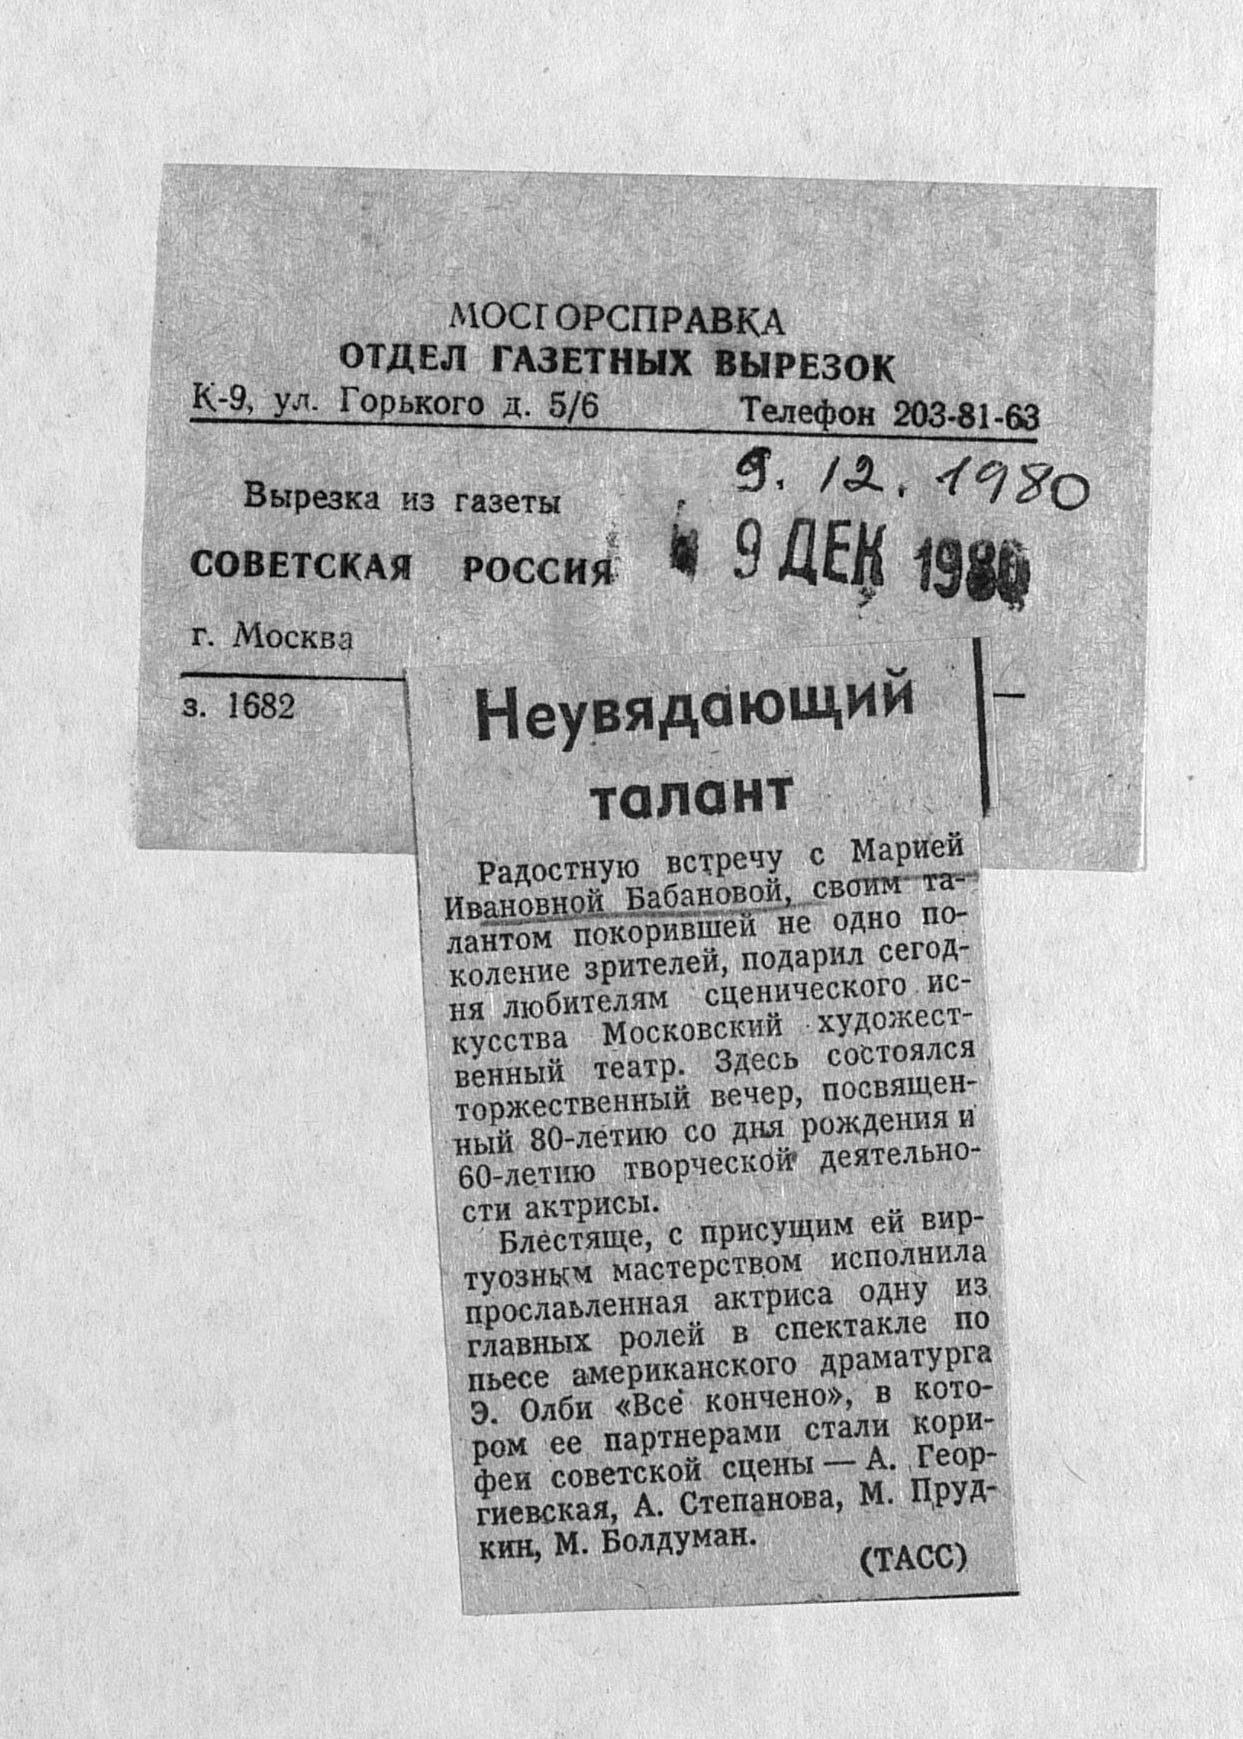 МОСГОРСПРАВКА
ОТДЕЛ ГАЗЕТНЫХ ВЫРЕЗОК
К-9, ул. Горького д. 5/6 Телефон 203-81-63
9. 12. 1980
Вырезка из газеты
9 ДЕК 1980
СОВЕТСКАЯ РОССИЯ
г. Москва
з. 1682
Неувядающий
талант
Радостную встречу с Марией
Ивановной Бабановой, своим та-
лантом покорившей не одно по-
коление зрителей, подарил сегод-
ня любителям сценического ис-
кусства Московский художест-
венный театр. Здесь состоялся
торжественный вечер, посвящен-
ный 80-летию со дня рождения и
60-летию творческой деятельно-
сти актрисы.
Блестяще, с присущим ей вир-
туозным мастерством исполнила
прославленная актриса одну из
главных ролей в спектакле по
пьесе американского драматурга
Э. Олби «Все кончено», в кото-
ром ее партнерами стали кори-
феи советской сцены — А. Геор-
гиевская, А. Степанова, М. Пруд-
кин, М. Болдуман.
(ТАСС)